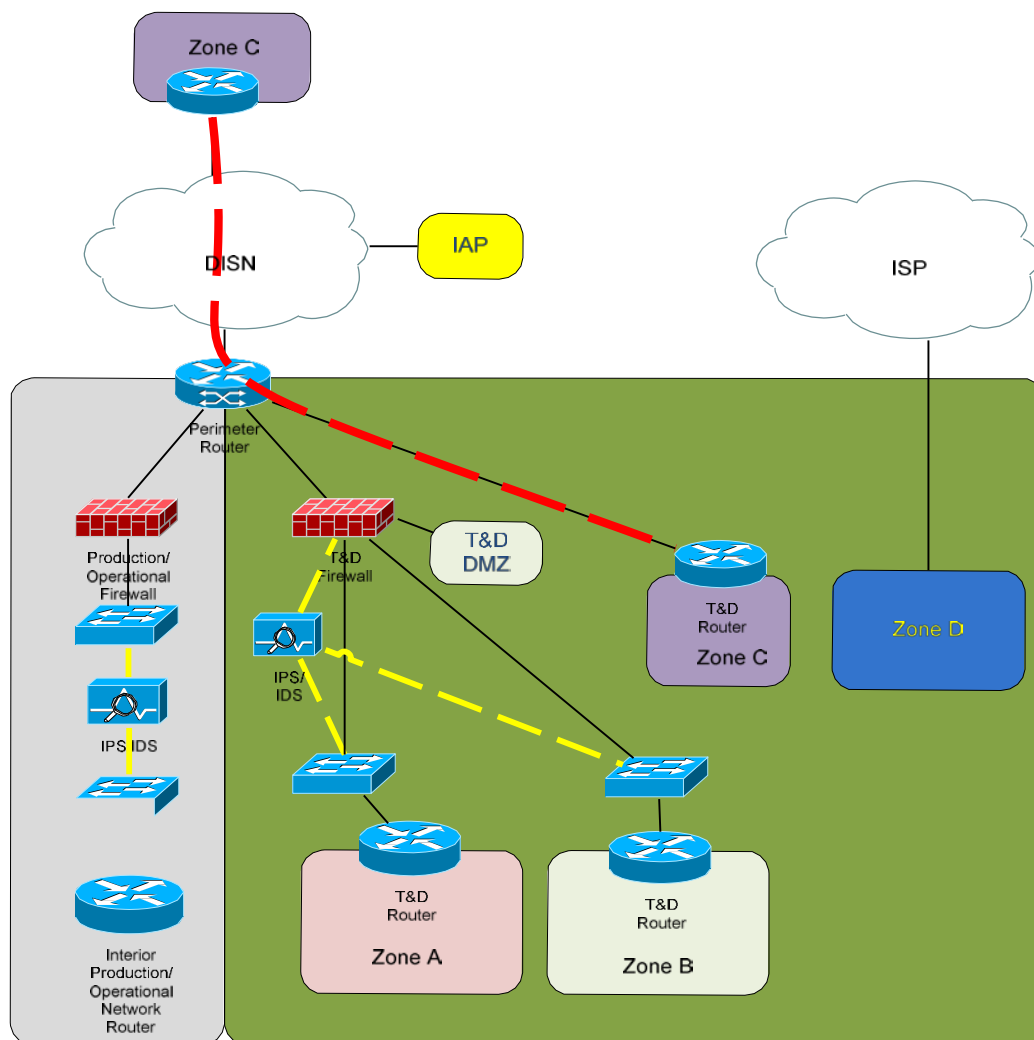 Zone C
DISN
IAP
ISP
Perimeter
Router
Production/
Operational
Firewall
T&D
Firewall
T&D
DMZ
T&D
Router
Zone C
Zone D
IPS/IDS
IPS/
IDS
T&D
Router
Zone A
T&D
Router
Zone B
Interior
Production/
Operational
Network
Router